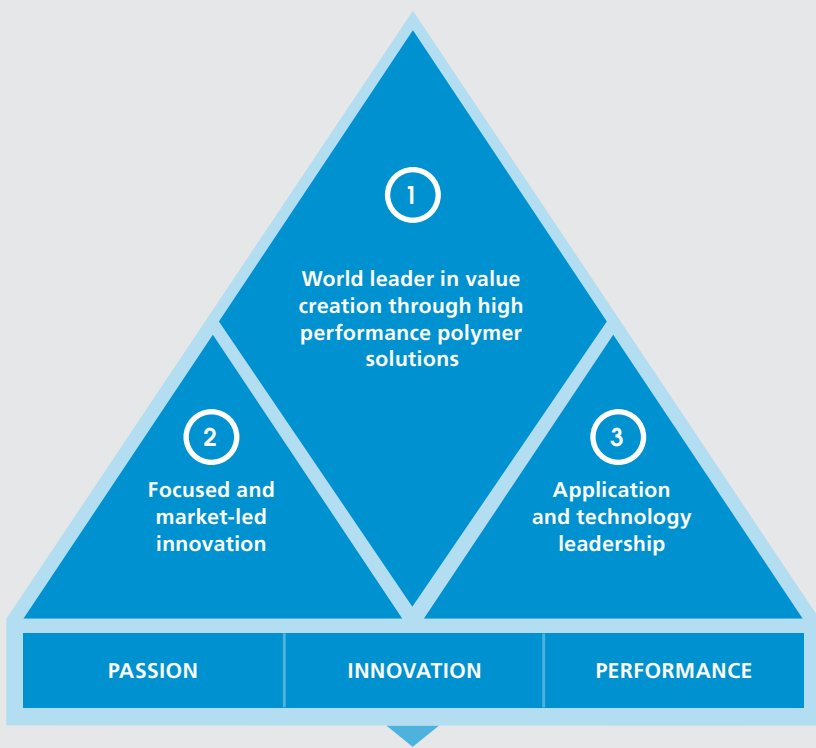 1
World leader in value
creation through high
performance polymer
solutions
2
Focused and
market-led
innovation
3
Application
and technology
leadership
PASSION
INNOVATION
PERFORMANCE